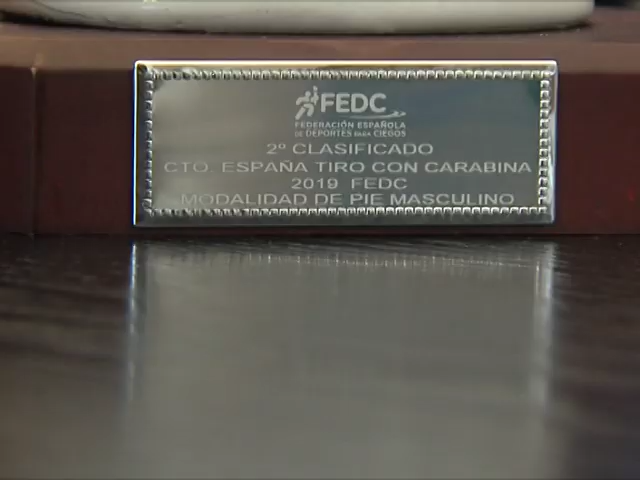 FEDC
FEDERACIÓN ESPAÑOLA
DE DEPORTES PARA CIEGOS
2º CLASIFICADO
CTO. ESPAÑA TIRO CON CARABINA
2019 FEDC
MODALIDAD DE PIE MASCULINO